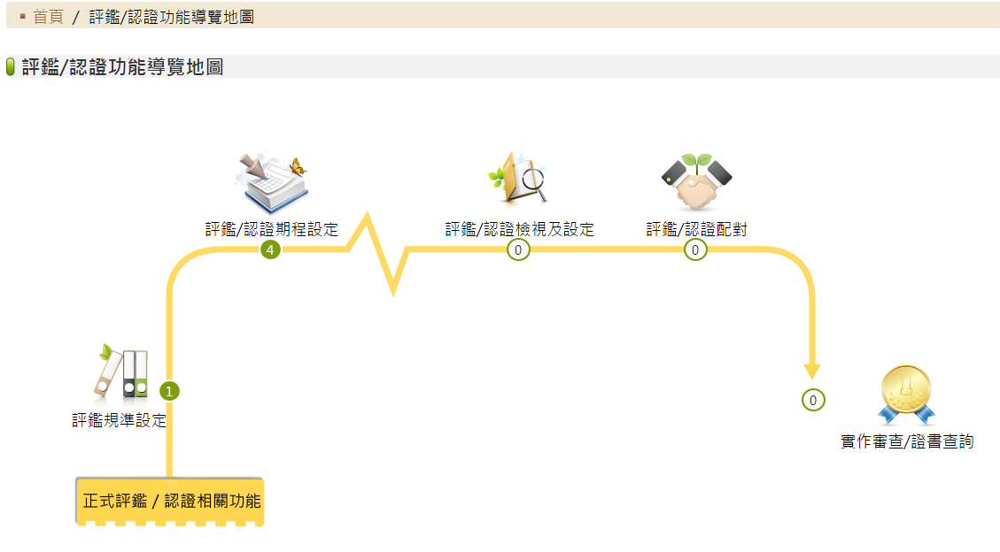 首頁 / 評鑑/認證功能導覽地圖
評鑑/認證功能導覽地圖
評鑑/認證期程設定
4
評鑑/認證檢視及設定
0
評鑑/認證配對
0
評鑑規準設定
1
0
實作審查/證書查詢
正式評鑑 / 認證相關功能